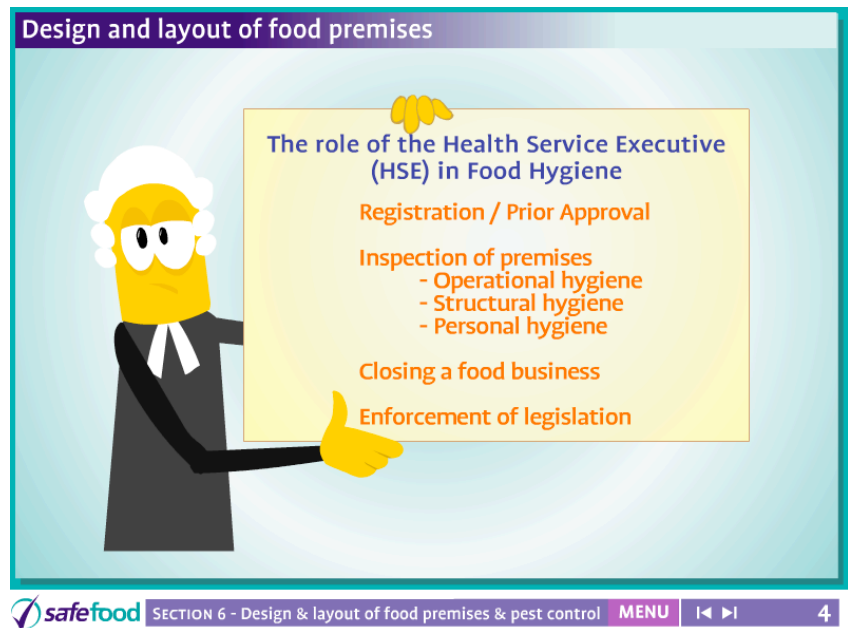 Design and layout of food premises
The role of the Health Service Executive
(HSE) in Food Hygiene
Registration / Prior Approval
Inspection of premises
- Operational hygiene
- Structural hygiene
- Personal hygiene
Closing a food business
Enforcement of legislation
safefood SECTION 6 - Design & layout of food premises & pest control MENU 4